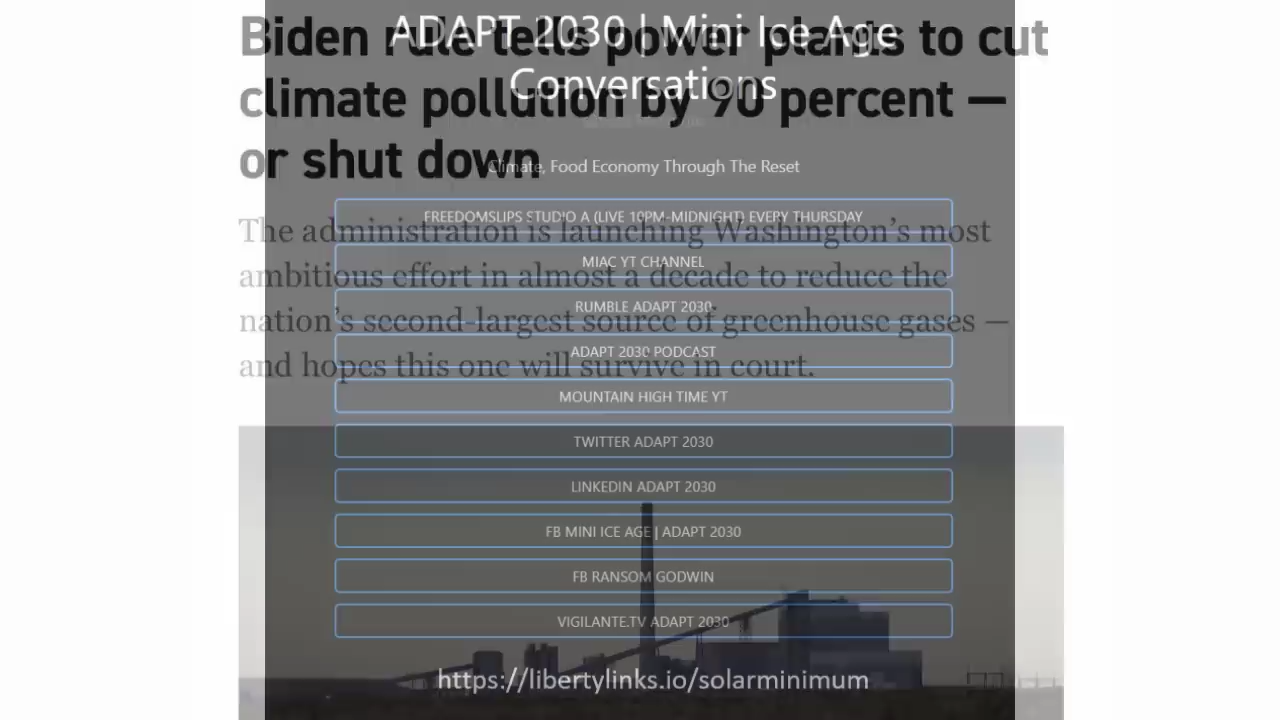 Biden rule tells power plants to cut
climate pollution by 90 percent —
or shut down
The administration is launching Washington's most
ambitious effort in almost a decade to reduce the
nation's second-largest source of greenhouse gases —
and hopes this one will survive in court.
ADAPT 2030 | Mini Ice Age
Conversations
Climate, Food Economy Through The Reset
FREEDOMSLIPS STUDIO A (LIVE 10PM-MIDNIGHT) EVERY THURSDAY
MIAC YT CHANNEL
RUMBLE ADAPT 2030
ADAPT 2030 PODCAST
MOUNTAIN HIGH TIME YT
TWITTER ADAPT 2030
LINKEDIN ADAPT 2030
FB MINI ICE AGE | ADAPT 2030
FB RANSOM GODWIN
VIGILANTE.TV ADAPT 2030
https://libertylinks.io/solarminimum